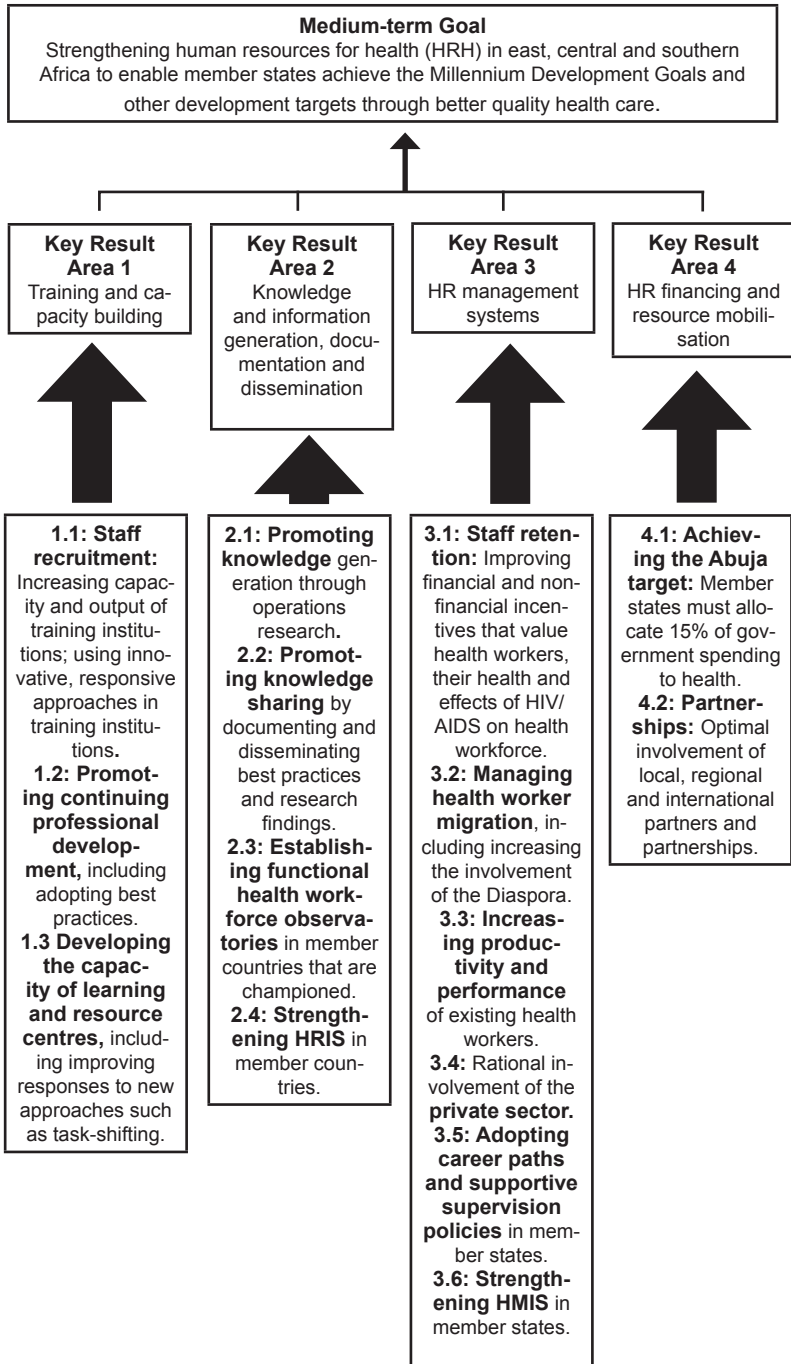 Medium-term Goal
Strengthening human resources for health (HRH) in east, central and southern
Africa to enable member states achieve the Millennium Development Goals and
other development targets through better quality health care.
Key Result
Area 1
Training and ca-
pacity building
Key Result
Area 2
Knowledge
and information
generation, docu-
mentation and
dissemination
Key Result
Area 3
HR management
systems
Key Result
Area 4
HR financing and
resource mobili-
sation
1.1: Staff
recruitment:
Increasing capac-
ity and output of
training institu-
tions; using inno-
vative, responsive
approaches in
training institu-
tions.
1.2: Promot-
ing continuing
professional
develop-
ment, including
adopting best
practices.
1.3 Developing
the capac-
ity of learning
and resource
centres, includ-
ing improving
responses to new
approaches such
as task-shifting.
2.1: Promoting
knowledge gen-
eration through
operations
research.
2.2: Promot-
ing knowledge
sharing by
documenting and
disseminating
best practices
and research
findings.
2.3: Establish-
ing functional
health work-
force observa-
tories in member
countries that are
championed.
2.4: Strength-
ening HRIS in
member coun-
tries.
3.1: Staff reten-
tion: Improving
financial and non-
financial incen-
tives that value
health workers,
their health and
effects of HIV/
AIDS on health
workforce.
3.2: Managing
health worker
migration, in-
cluding increasing
the involvement
of the Diaspora.
3.3: Increas-
ing produc-
tivity and
performance
of existing health
workers.
3.4: Rational in-
volvement of the
private sector.
3.5: Adopting
career paths
and supportive
supervision
policies in mem-
ber states.
3.6: Strength-
ening HMIS in
member states.
4.1: Achiev-
ing the Abuja
target: Member
states must allo-
cate 15% of gov-
ernment spending
to health.
4.2: Partner-
ships: Optimal
involvement of
local, regional
and international
partners and
partnerships.